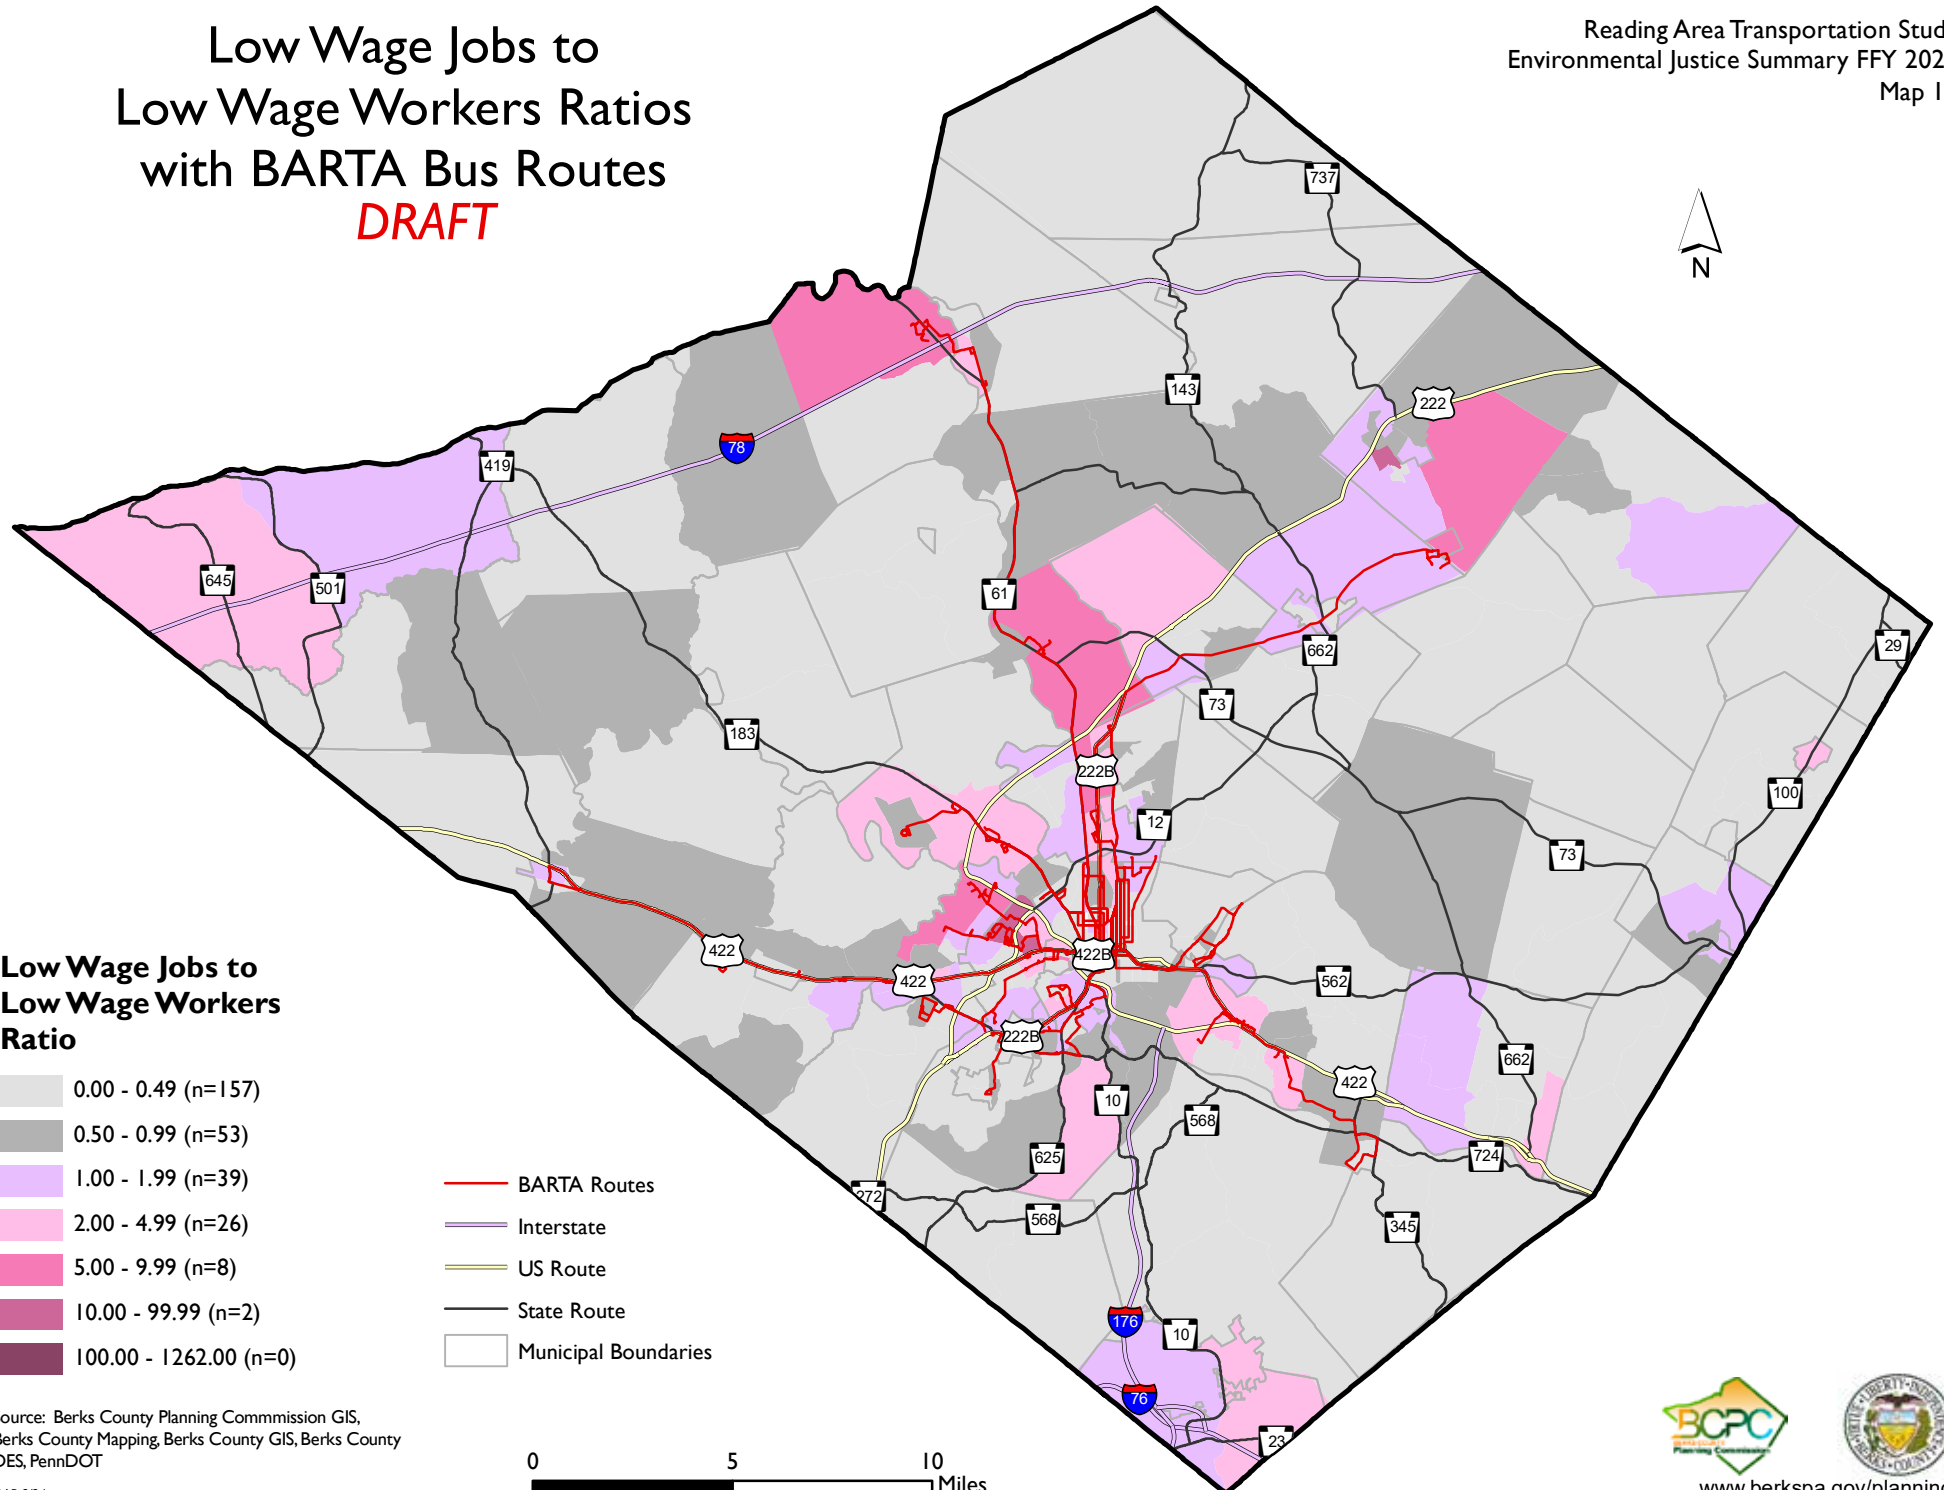 Low Wage Jobs to
Low Wage Workers Ratios
with BARTA Bus Routes
DRAFT
Reading Area Transportation Stud
Environmental Justice Summary FFY 202
Map 1
N
737
143
222
78
419
645
501
61
662
29
73
183
222B
100
12
73
422
422B
422
562
222B
662
422
10
568
625
724
272
568
345
176
10
76
23
Low Wage Jobs to
Low Wage Workers
Ratio
0.00 - 0.49 (n=157)
0.50 - 0.99 (n=53)
1.00 - 1.99 (n=39)
2.00 - 4.99 (n=26)
5.00 - 9.99 (n=8)
10.00 - 99.99 (n=2)
100.00 - 1262.00 (n=0)
BARTA Routes
Interstate
US Route
State Route
Municipal Boundaries
ource: Berks County Planning Commmission GIS,
Berks County Mapping, Berks County GIS, Berks County
DES, PennDOT
0 5 10
Miles
BCPC
Planning Commission
www.berkspa.gov/planning